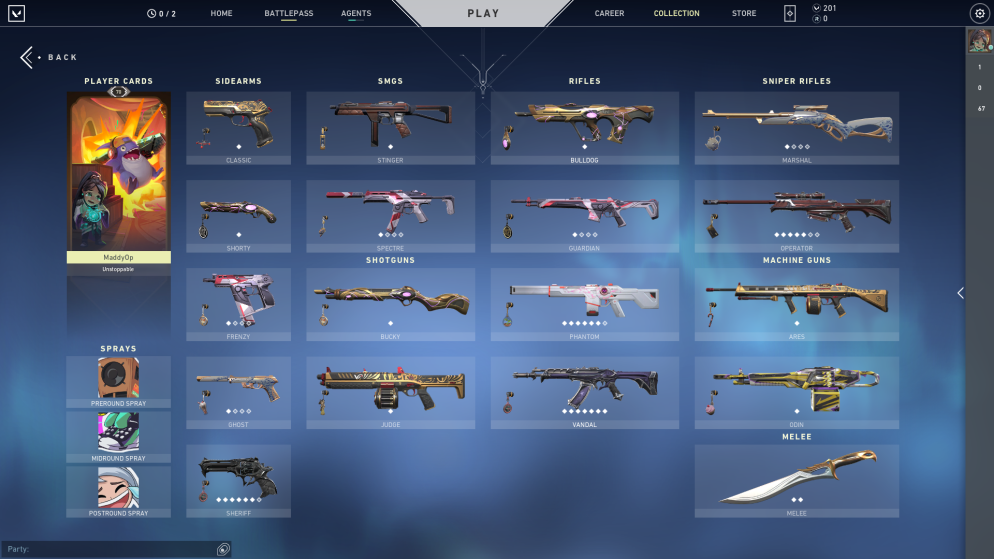 0 / 2
HOME
BATTLEPASS
AGENTS
PLAY
CAREER
COLLECTION
STORE
201
0
BACK
PLAYER CARDS
SIDEARMS
SMGS
RIFLES
SNIPER RIFLES
70
CLASSIC
STINGER
BULLDOG
MARSHAL
SHORTY
SPECTRE
GUARDIAN
OPERATOR
MaddyOp
Unstoppable
SHOTGUNS
MACHINE GUNS
FRENZY
BUCKY
PHANTOM
ARES
SPRAYS
PREROUND SPRAY
GHOST
JUDGE
VANDAL
ODIN
MELEE
MIDROUND SPRAY
POSTROUND SPRAY
SHERIFF
MELEE
Party:
1
0
67